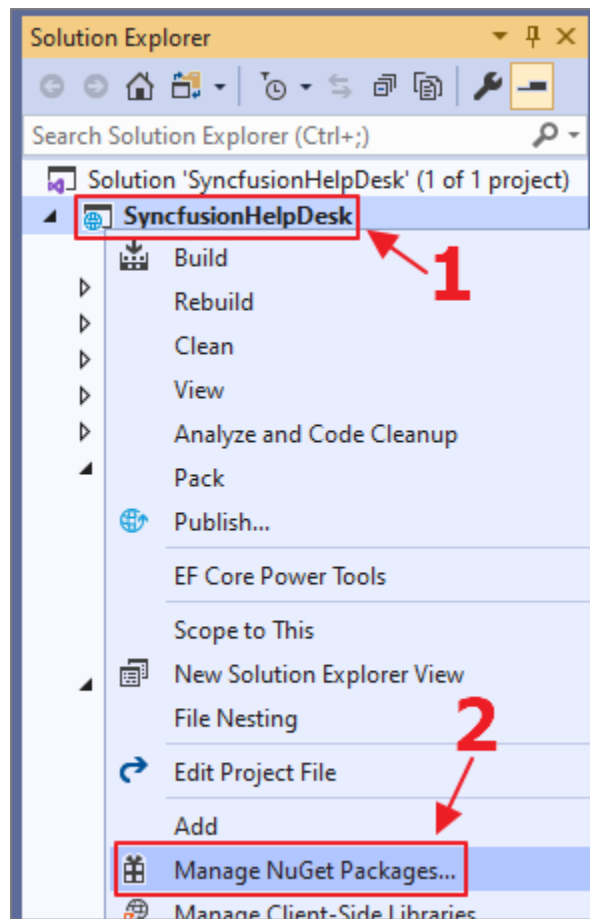 Solution Explorer
Search Solution Explorer (Ctrl+;)
Solution 'SyncfusionHelpDesk' (1 of 1 project)
SyncfusionHelpDesk
1
Build
Rebuild
Clean
View
Analyze and Code Cleanup
Pack
Publish...
EF Core Power Tools
Scope to This
New Solution Explorer View
File Nesting
2
Edit Project File
Add
Manage NuGet Packages...
Manage Client-Side Libraries